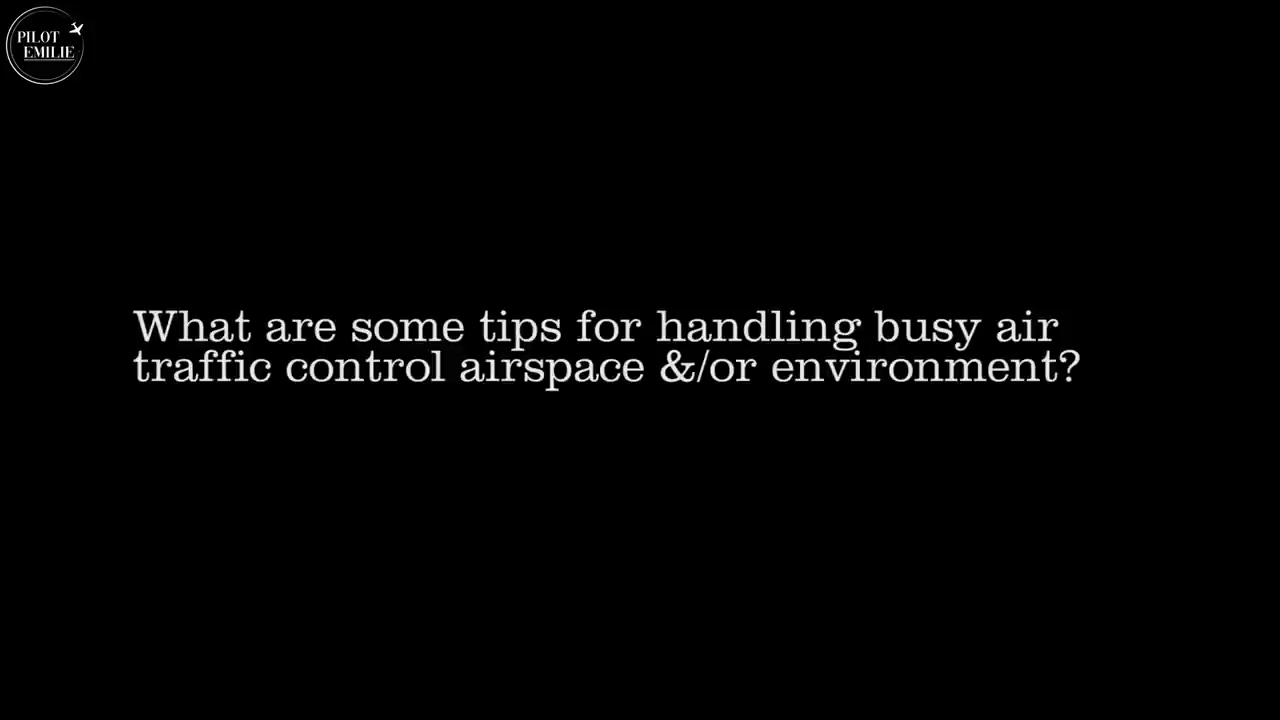 PILOT
EMILIE
What are some tips for handling busy air
traffic control airspace &/or environment?